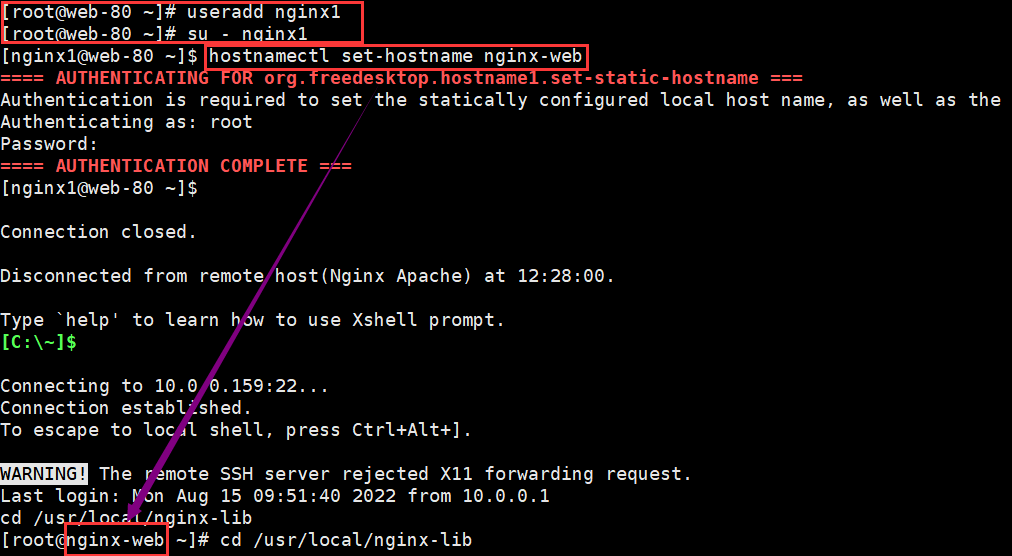 [root@web-80 ~]# useradd nginx1
[root@web-80 ~]# su - nginx1
[nginx1@web-80 ~]$ hostnamectl set-hostname nginx-web
==== AUTHENTICATING FOR org.freedesktop.hostname1.set-static-hostname ===
Authentication is required to set the statically configured local host name, as well as the
Authenticating as: root
Password:
==== AUTHENTICATION COMPLETE ===
[nginx1@web-80 ~]$
Connection closed.
Disconnected from remote host(Nginx Apache) at 12:28:00.
Type `help' to learn how to use Xshell prompt.
[C:\~]$
Connecting to 10.0.0.159:22...
Connection established.
To escape to local shell, press Ctrl+Alt+].
WARNING! The remote SSH server rejected X11 forwarding request.
Last login: Mon Aug 15 09:51:40 2022 from 10.0.0.1
cd /usr/local/nginx-lib
[root@nginx-web ~]# cd /usr/local/nginx-lib